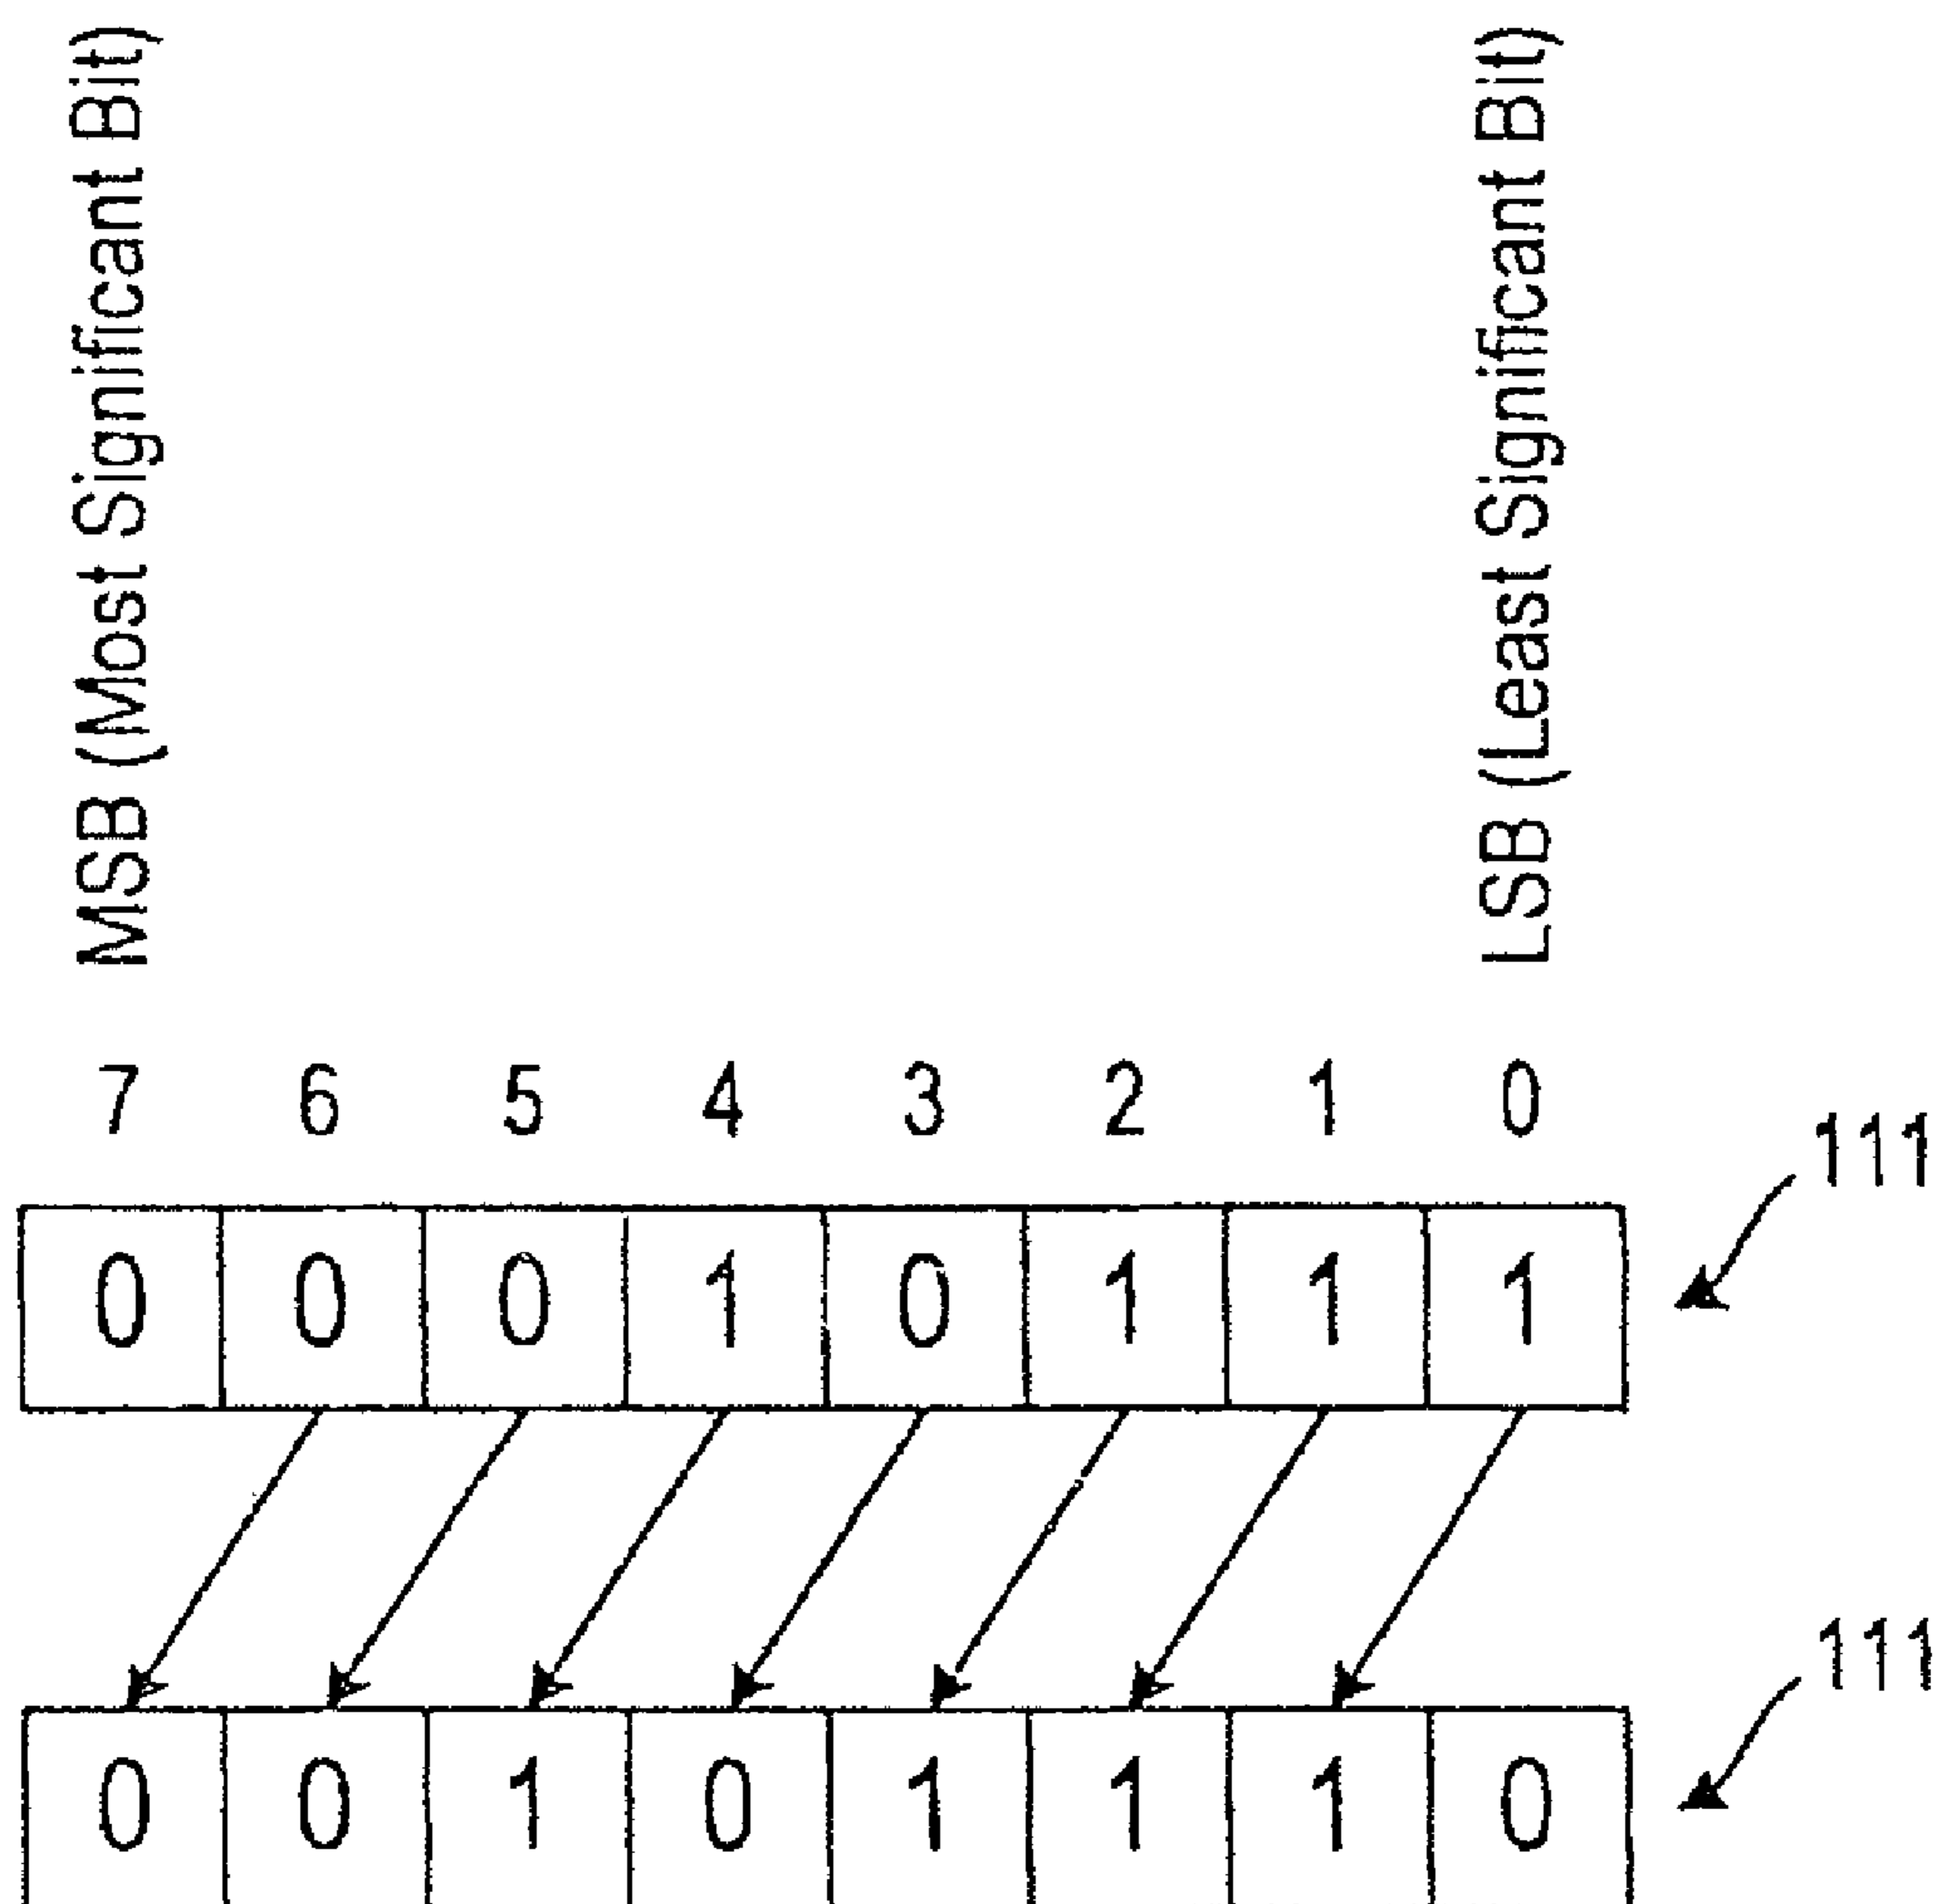 MSB (Most Significant Bit)
LSB (Least Significant Bit)
7 6 5 4 3 2 1 0
111
0 0 0 1 0 1 1 1
111
0 0 1 0 1 1 1 0